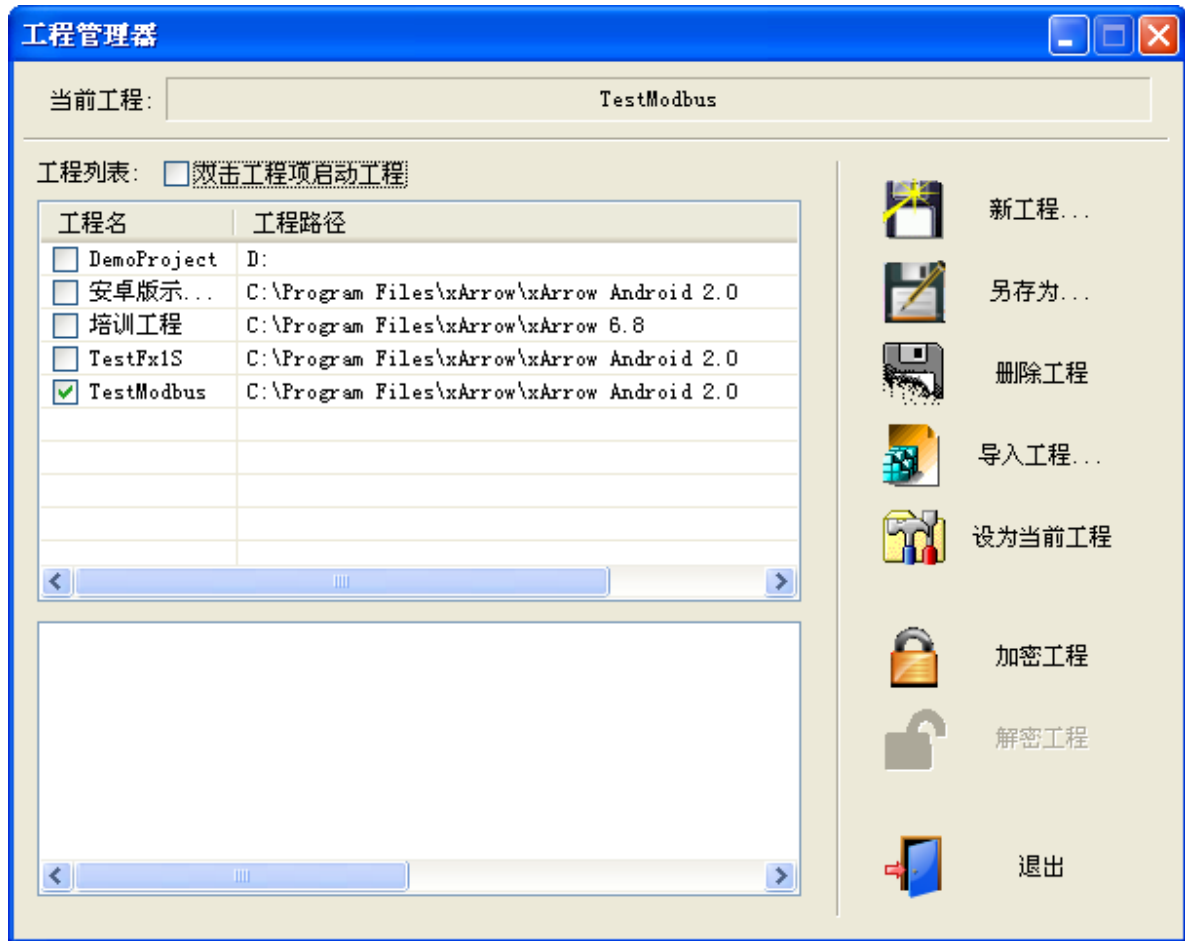 工程管理器
当前工程: TestModbus
工程列表: 双击工程项启动工程
工程名 工程路径
DemoProject D:
安卓版示... C:\Program Files\xArrow\xArrow Android 2.0
培训工程 C:\Program Files\xArrow\xArrow 6.8
TestFx1S C:\Program Files\xArrow\xArrow Android 2.0
TestModbus C:\Program Files\xArrow\xArrow Android 2.0
新工程...
另存为...
删除工程
导入工程...
设为当前工程
加密工程
解密工程
退出